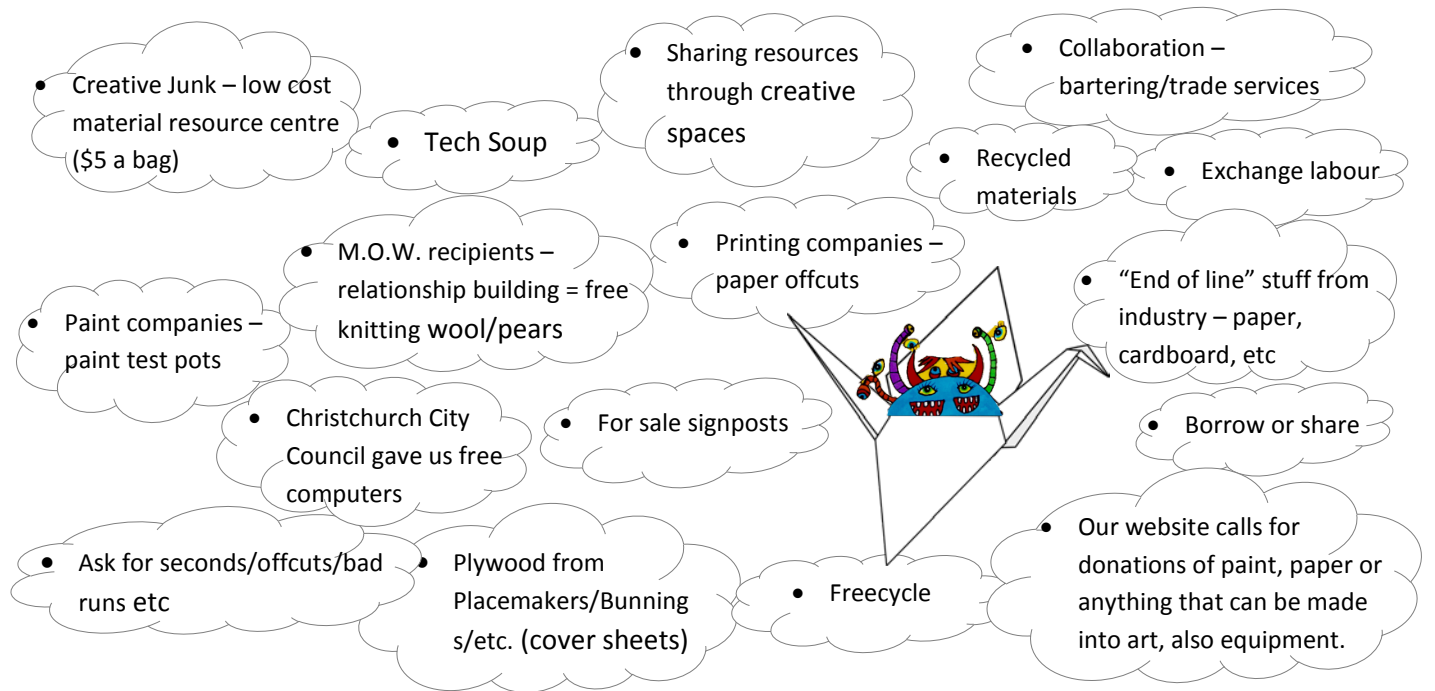 • Creative Junk – low cost
material resource centre
($5 a bag)
• Tech Soup
• Sharing resources
through creative
spaces
• Collaboration –
bartering/trade services
• Recycled
materials
• Exchange labour
• Paint companies –
paint test pots
• M.O.W. recipients –
relationship building = free
knitting wool/pears
• Printing companies –
paper offcuts
• “End of line” stuff from
industry – paper,
cardboard, etc
• Christchurch City
Council gave us free
computers
• For sale signposts
• Borrow or share
• Ask for seconds/offcuts/bad
runs etc
• Plywood from
Placemakers/Bunning
s/etc. (cover sheets)
• Freecycle
• Our website calls for
donations of paint, paper or
anything that can be made
into art, also equipment.